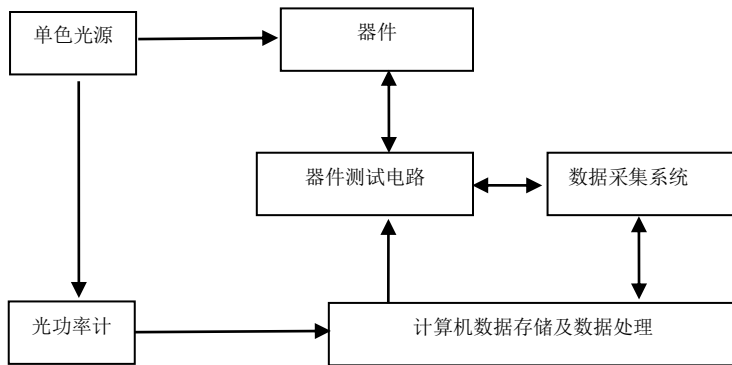 单色光源
器件
器件测试电路
数据采集系统
光功率计
计算机数据存储及数据处理